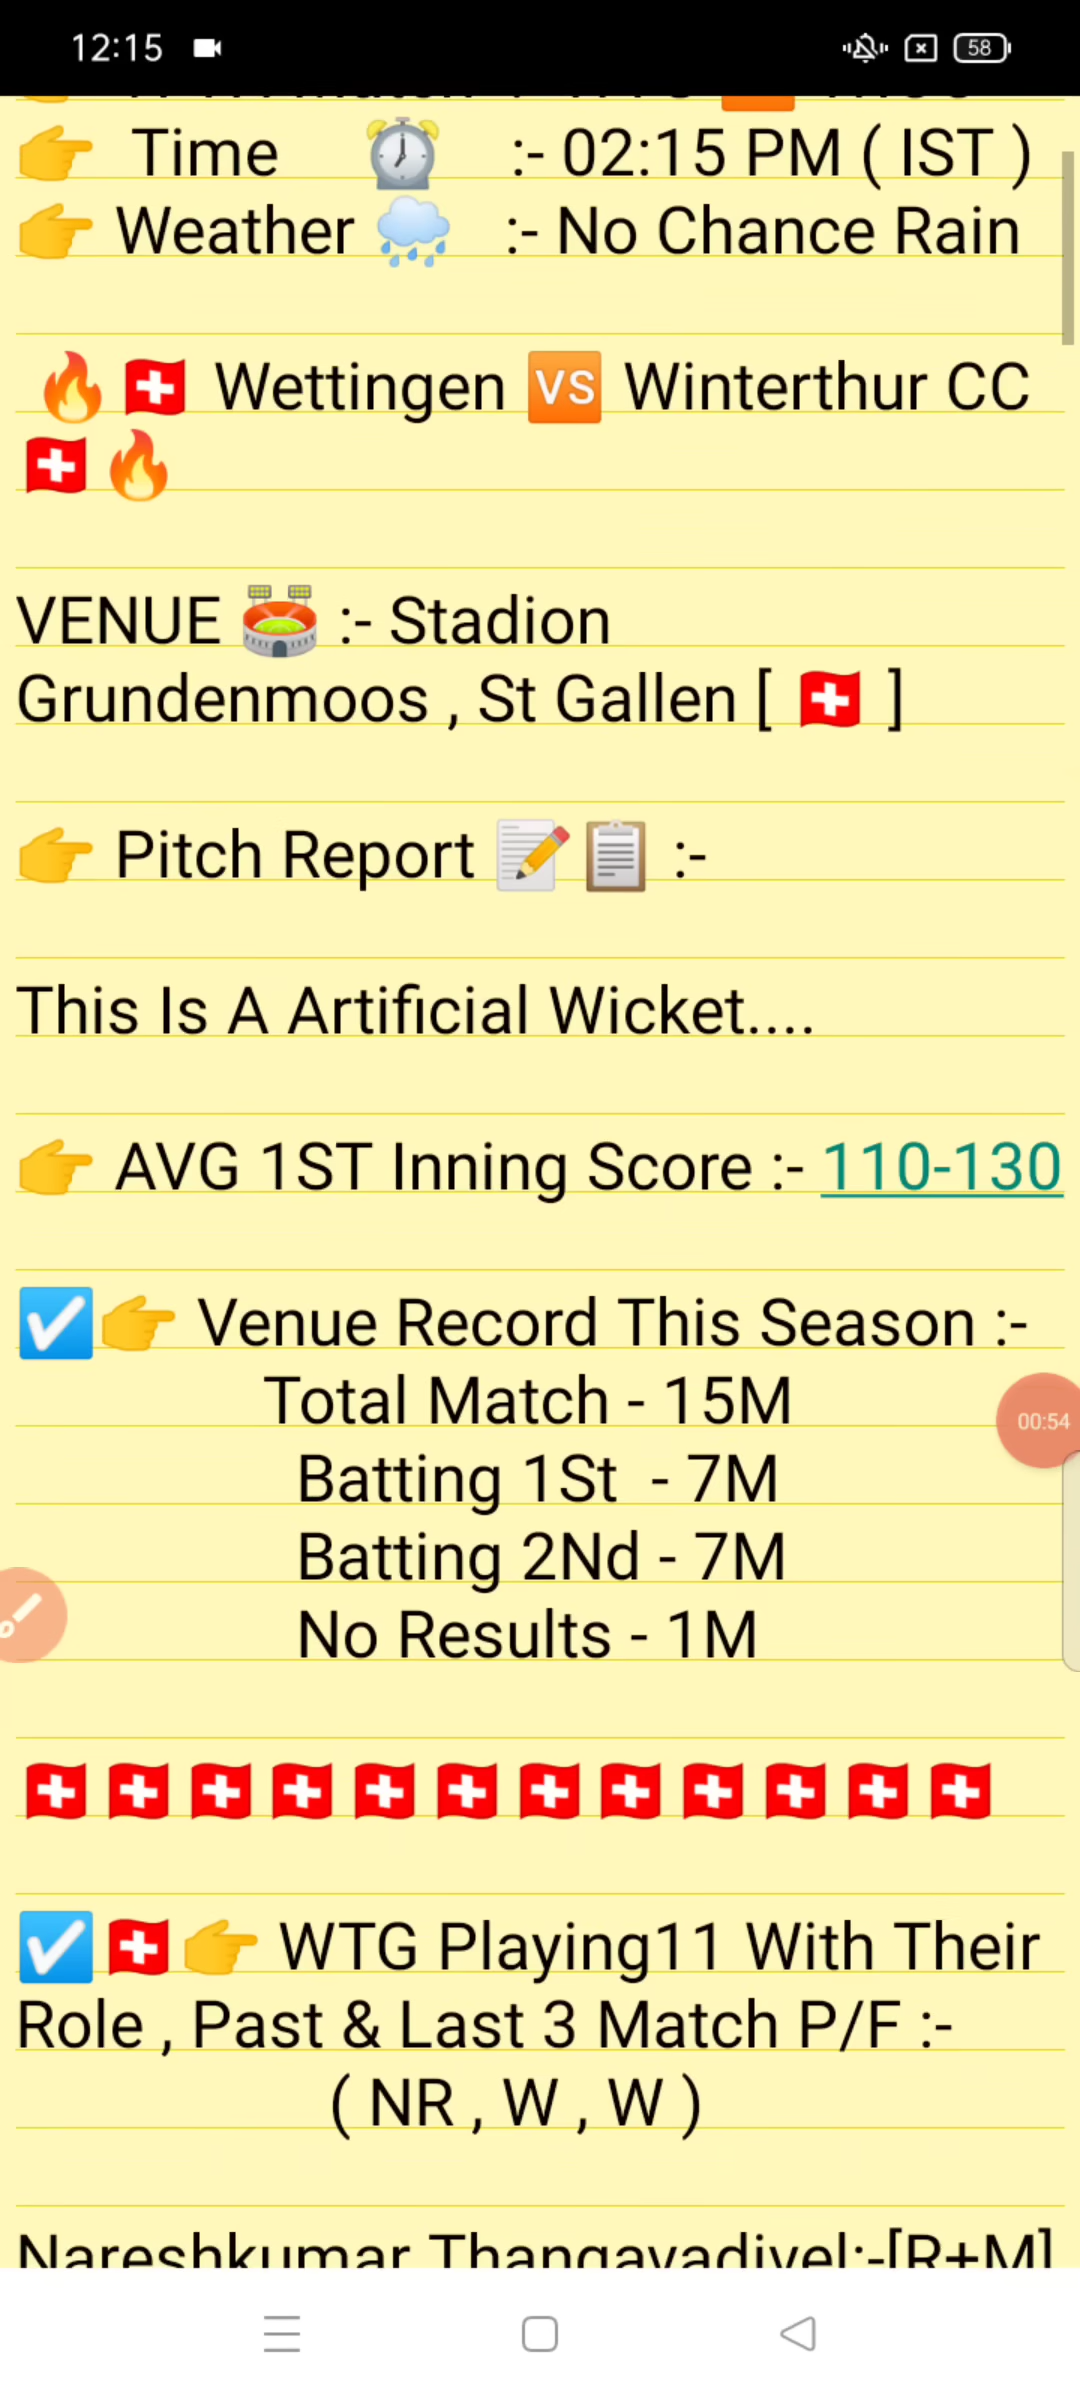 12:15
58
Time :- 02:15 PM ( IST )
Weather :- No Chance Rain
Wettingen VS Winterthur CC
VENUE :- Stadion
Grundenmoos , St Gallen [ ]
Pitch Report :-
This Is A Artificial Wicket....
AVG 1ST Inning Score :- 110-130
Venue Record This Season :-
Total Match - 15M
00:54
Batting 1St - 7M
Batting 2Nd - 7M
No Results - 1M
WTG Playing11 With Their
Role , Past & Last 3 Match P/F :-
( NR , W , W )
Nareshkumar Thangavadivel:-[R+M]